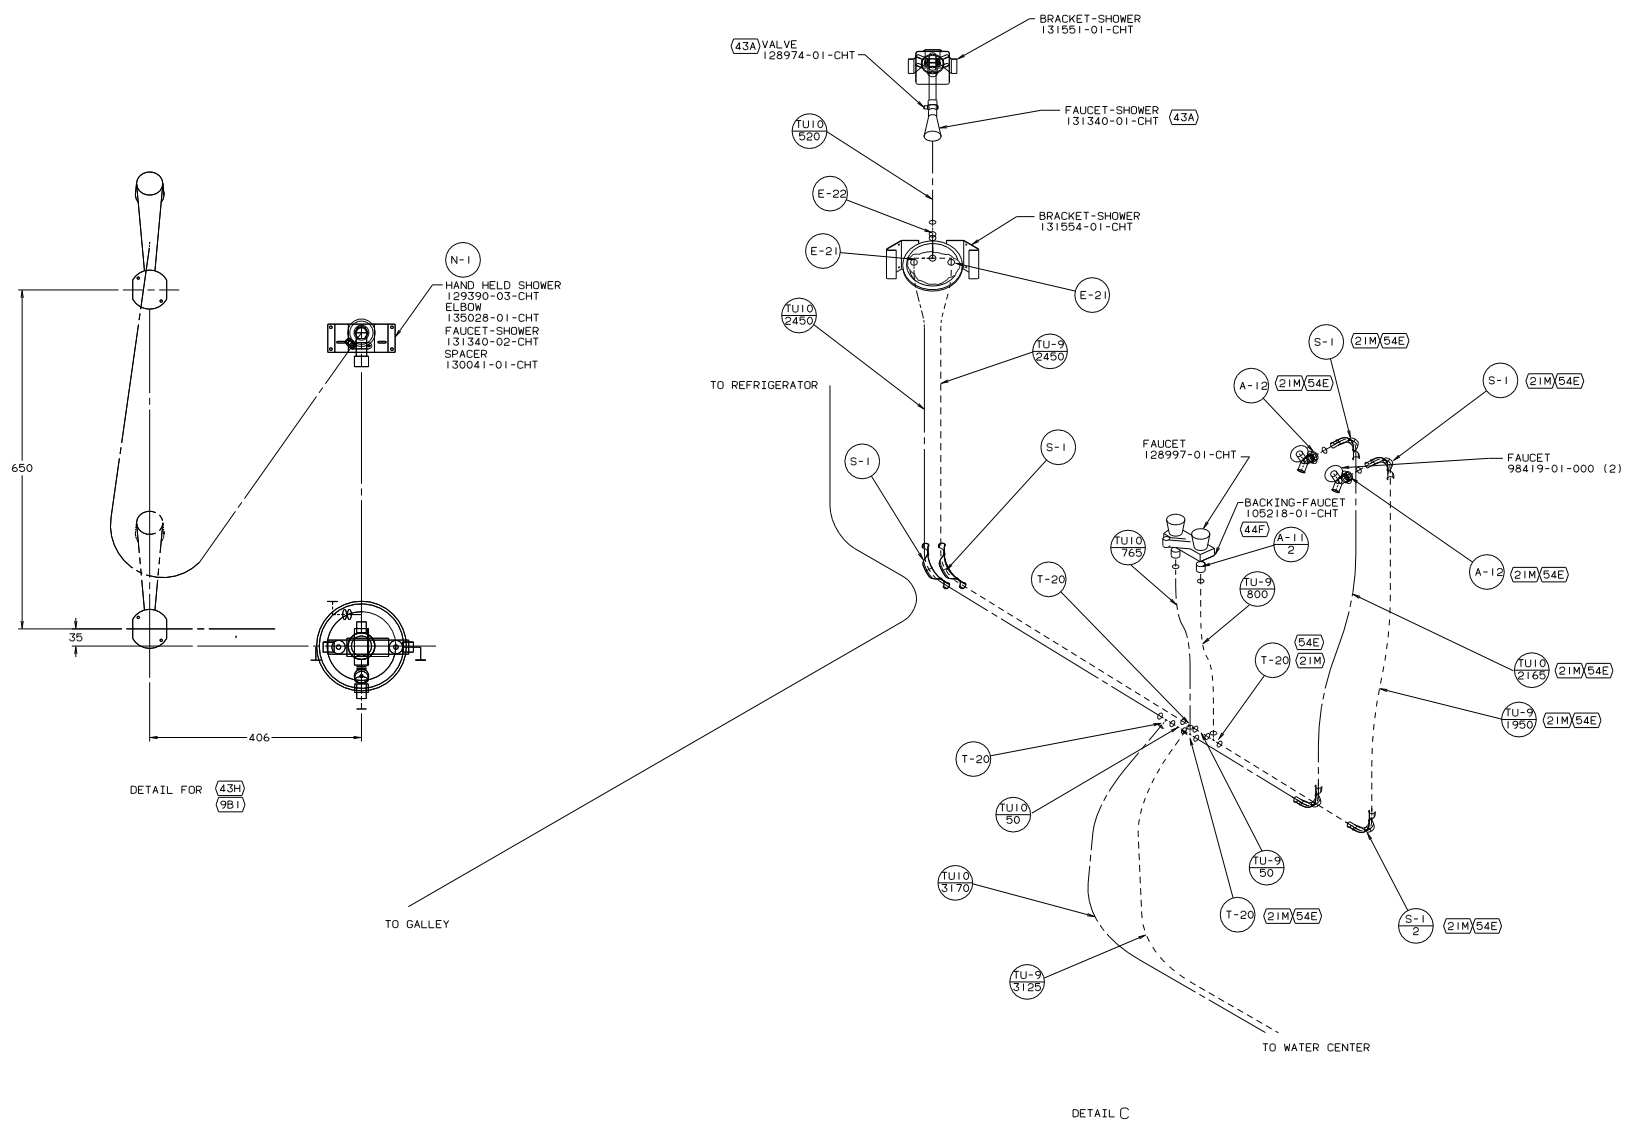 BRACKET-SHOWER
131551-01-CHT
43A VALVE
128974-01-CHT
FAUCET-SHOWER
131340-01-CHT 43A
TU10
520
E-22
BRACKET-SHOWER
131554-01-CHT
E-21
E-21
N-1
HAND HELD SHOWER
129390-03-CHT
ELBOW
135028-01-CHT
FAUCET-SHOWER
131340-02-CHT
SPACER
130041-01-CHT
TU10
2450
TU-9
2450
TO REFRIGERATOR
S-1 21M 54E
A-12 21M 54E
S-1 21M 54E
S-1
S-1
FAUCET
128997-01-CHT
FAUCET
98419-01-000 (2)
650
BACKING-FAUCET
105218-01-CHT
44F
TU10
765
A-11
2
A-12 21M 54E
T-20
TU-9
800
35
54E
T-20 21M
TU10
2165 21M 54E
TU-9
1950 21M 54E
406
T-20
DETAIL FOR 43H
9B1
TU10
50
TU-9
50
TU10
3170
T-20 21M 54E
S-1
2 21M 54E
TO GALLEY
TU-9
3125
TO WATER CENTER
DETAIL C